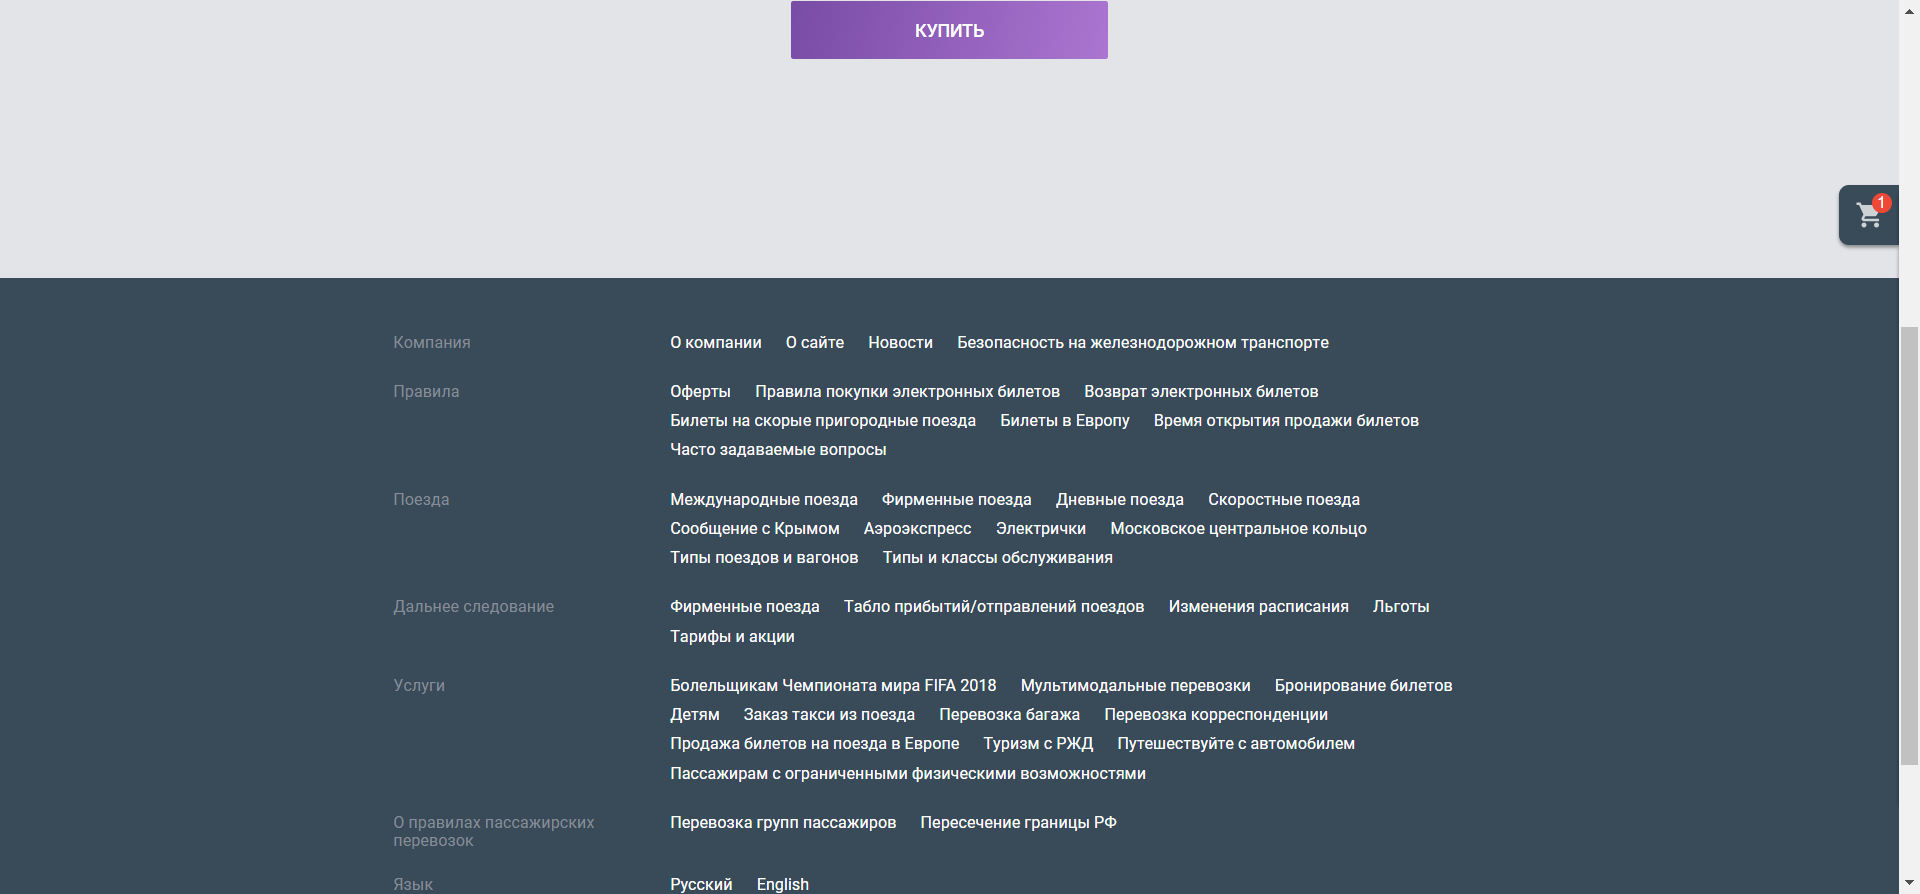 КУПИТЬ
1
Компания
О компании О сайте Новости Безопасность на железнодорожном транспорте
Правила
Оферты Правила покупки электронных билетов Возврат электронных билетов
Билеты на скорые пригородные поезда Билеты в Европу Время открытия продажи билетов
Часто задаваемые вопросы
Поезда
Международные поезда Фирменные поезда Дневные поезда Скоростные поезда
Сообщение с Крымом Аэроэкспресс Электрички Московское центральное кольцо
Типы поездов и вагонов Типы и классы обслуживания
Дальнее следование
Фирменные поезда Табло прибытий/отправлений поездов Изменения расписания Льготы
Тарифы и акции
Услуги
Болельщикам Чемпионата мира FIFA 2018 Мультимодальные перевозки Бронирование билетов
Детям Заказ такси из поезда Перевозка багажа Перевозка корреспонденции
Продажа билетов на поезда в Европе Туризм с РЖД Путешествуйте с автомобилем
Пассажирам с ограниченными физическими возможностями
О правилах пассажирских
перевозок
Перевозка групп пассажиров Пересечение границы РФ
Язык
Русский English